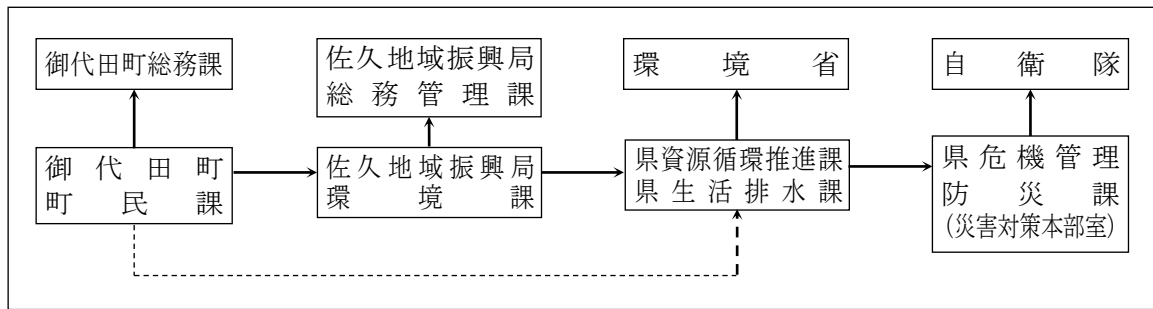 御代田町総務課
佐久地域振興局
総務管理課
環境省
自衛隊
御代田町
町民課
佐久地域振興局
環境課
県資源循環推進課
県生活排水課
県危機管理
防災課
(災害対策本部室)